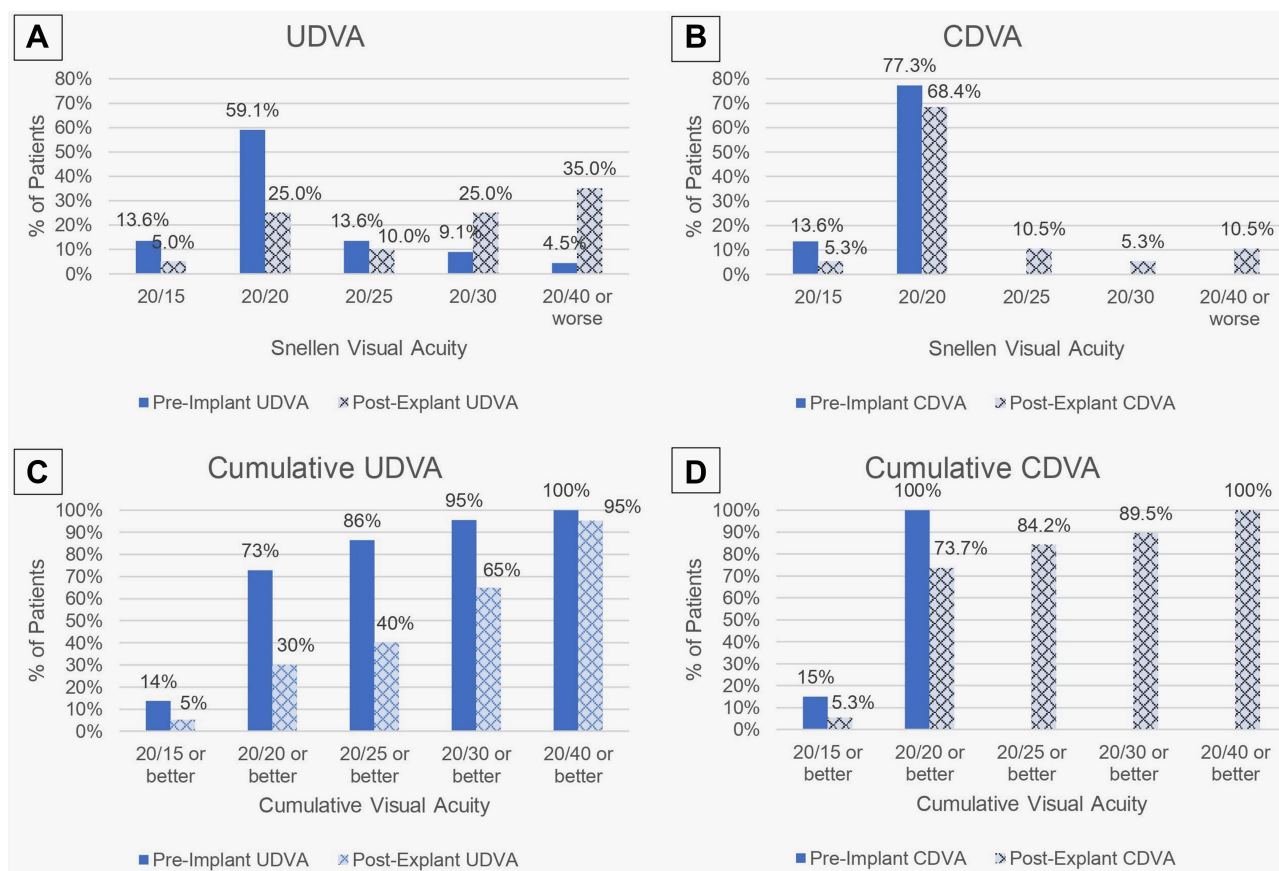 A
UDVA
80%
70%
60%
50%
40%
30%
20%
10%
0%
% of Patients
13.6%
5.0%
59.1%
25.0%
13.6%
10.0%
9.1%
25.0%
4.5%
35.0%
20/15
20/20
20/25
20/30
20/40 or
worse
Snellen Visual Acuity
Pre-Implant UDVA
Post-Explant UDVA
B
CDVA
80%
70%
60%
50%
40%
30%
20%
10%
0%
% of Patients
13.6%
5.3%
77.3%
68.4%
10.5%
5.3%
10.5%
20/15
20/20
20/25
20/30
20/40 or
worse
Snellen Visual Acuity
Pre-Implant CDVA
Post-Explant CDVA
C
Cumulative UDVA
100%
90%
80%
70%
60%
50%
40%
30%
20%
10%
0%
% of Patients
14%
5%
73%
30%
86%
40%
95%
65%
100%
95%
20/15 or
better
20/20 or
better
20/25 or
better
20/30 or
better
20/40 or
better
Cumulative Visual Acuity
Pre-Implant UDVA
Post-Explant UDVA
D
Cumulative CDVA
100%
90%
80%
70%
60%
50%
40%
30%
20%
10%
0%
% of Patients
15%
5.3%
100%
73.7%
84.2%
89.5%
100%
20/15 or
better
20/20 or
better
20/25 or
better
20/30 or
better
20/40 or
better
Cumulative Visual Acuity
Pre-Implant CDVA
Post-Explant CDVA